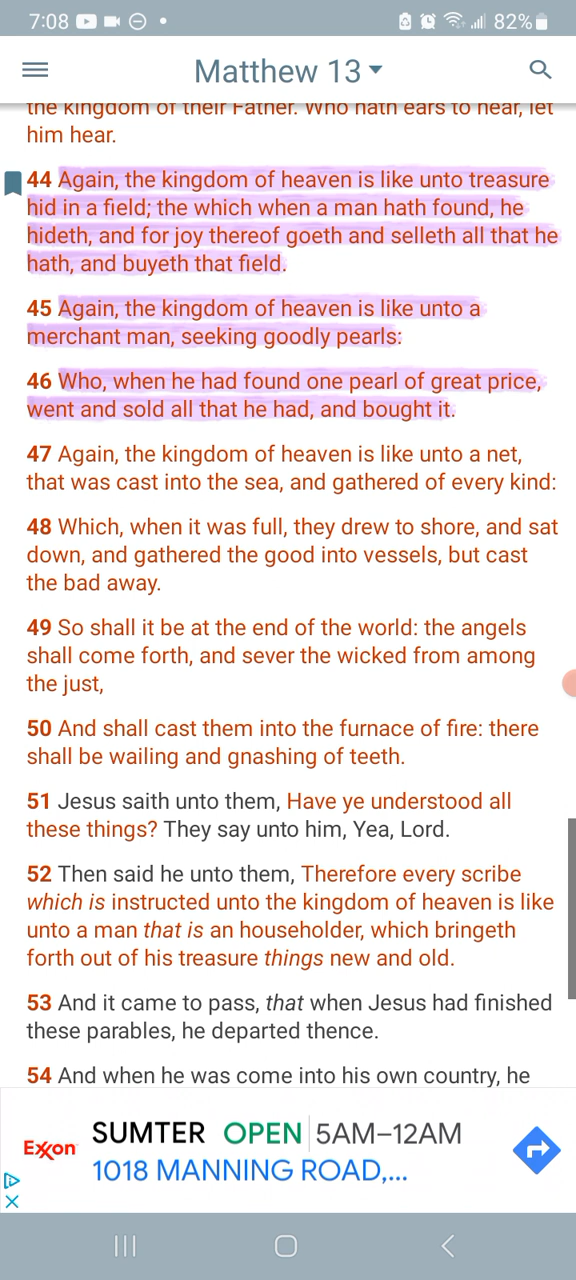 7:08 82%
Matthew 13
the kingdom of their Father. Who hath ears to hear, let
him hear.
44 Again, the kingdom of heaven is like unto treasure
hid in a field; the which when a man hath found, he
hideth, and for joy thereof goeth and selleth all that he
hath, and buyeth that field.
45 Again, the kingdom of heaven is like unto a
merchant man, seeking goodly pearls:
46 Who, when he had found one pearl of great price,
went and sold all that he had, and bought it.
47 Again, the kingdom of heaven is like unto a net,
that was cast into the sea, and gathered of every kind:
48 Which, when it was full, they drew to shore, and sat
down, and gathered the good into vessels, but cast
the bad away.
49 So shall it be at the end of the world: the angels
shall come forth, and sever the wicked from among
the just,
50 And shall cast them into the furnace of fire: there
shall be wailing and gnashing of teeth.
51 Jesus saith unto them, Have ye understood all
these things? They say unto him, Yea, Lord.
52 Then said he unto them, Therefore every scribe
which is instructed unto the kingdom of heaven is like
unto a man that is an householder, which bringeth
forth out of his treasure things new and old.
53 And it came to pass, that when Jesus had finished
these parables, he departed thence.
54 And when he was come into his own country, he
Exxon
SUMTER OPEN 5AM–12AM
1018 MANNING ROAD,...